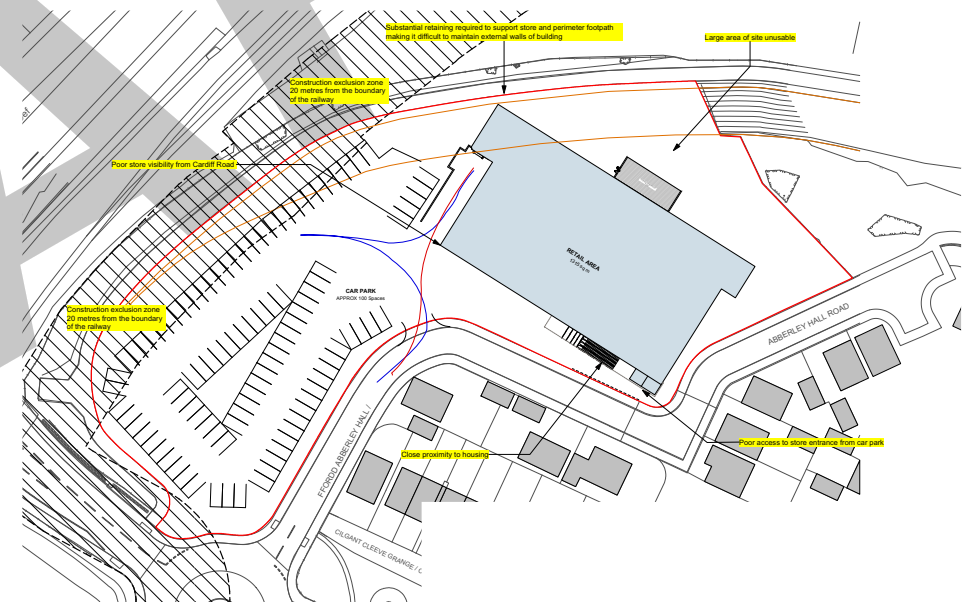 Substantial retaining required to support store and perimeter footpath
making it difficult to maintain external walls of building
Large area of site unusable
Construction exclusion zone
20 metres from the boundary
of the railway
Poor store visibility from Cardiff Road
RETAIL AREA
CAR PARK
APPROX 100 Spaces
Construction exclusion zone
20 metres from the boundary
of the railway
ABBERLEY HALL ROAD
FFORDD ABBERLEY HALL /
Poor access to store entrance from car park
Close proximity to housing
CILGANT CLEEVE GRANGE /